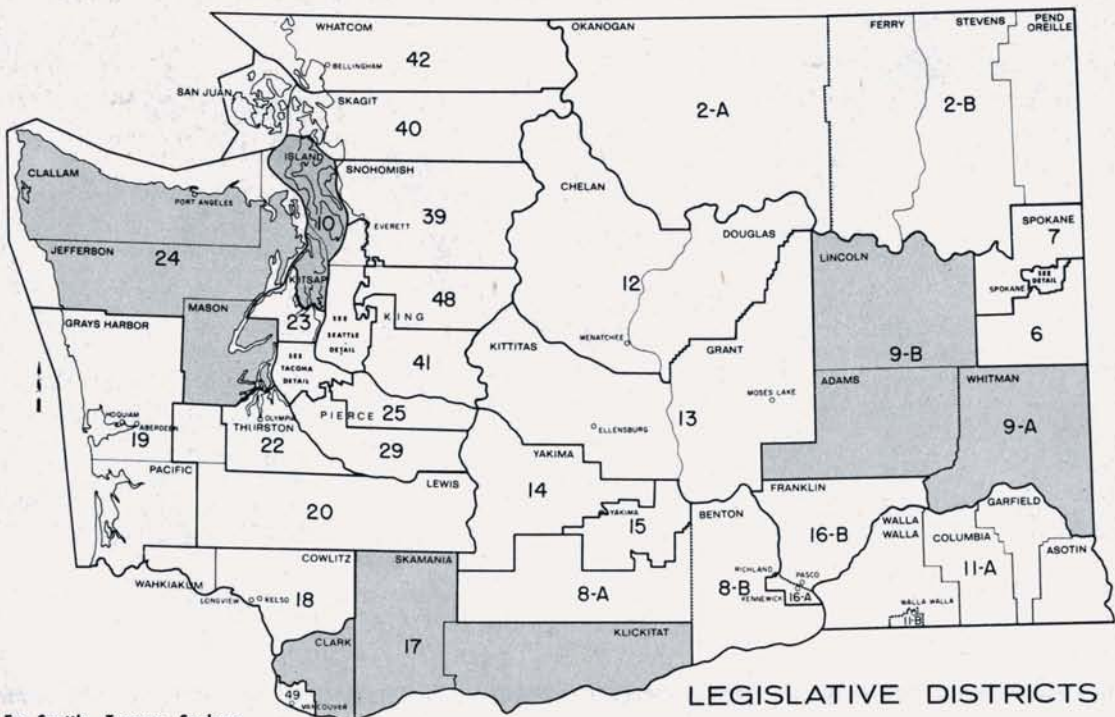 WHATCOM
OKANOGAN
FERRY
STEVENS
PEND OREILLE
42
BELLINGHAM
SAN JUAN
SKAGIT
40
2-A
2-B
ISLAND
SNOHOMISH
CLALLAM
PORT ANGELES
CHELAN
10
EVERETT
39
DOUGLAS
SPOKANE
7
JEFFERSON
24
LINCOLN
12
KITSAP
48
SPOKANE
SEE DETAIL
MASON
23
SEE SEATTLE DETAIL
KING
WENATCHEE
GRAYS HARBOR
KITTITAS
GRANT
9-B
6
SEE TACOMA DETAIL
41
ADAMS
WHITMAN
MOSES LAKE
PIERCE
25
13
HOQUIAM
ABERDEEN
OLYMPIA
THURSTON
ELLENSBURG
9-A
19
22
29
PACIFIC
YAKIMA
LEWIS
14
FRANKLIN
GARFIELD
20
YAKIMA
15
BENTON
WALLA WALLA
COLUMBIA
16-B
ASOTIN
COWLITZ
SKAMANIA
11-A
WAHKIAKUM
RICHLAND
PASCO
8-A
8-B
KENNEWICK
16-A
LONGVIEW
KELSO
18
WALLA WALLA
11-B
CLARK
17
KLICKITAT
49
VANCOUVER
LEGISLATIVE DISTRICTS